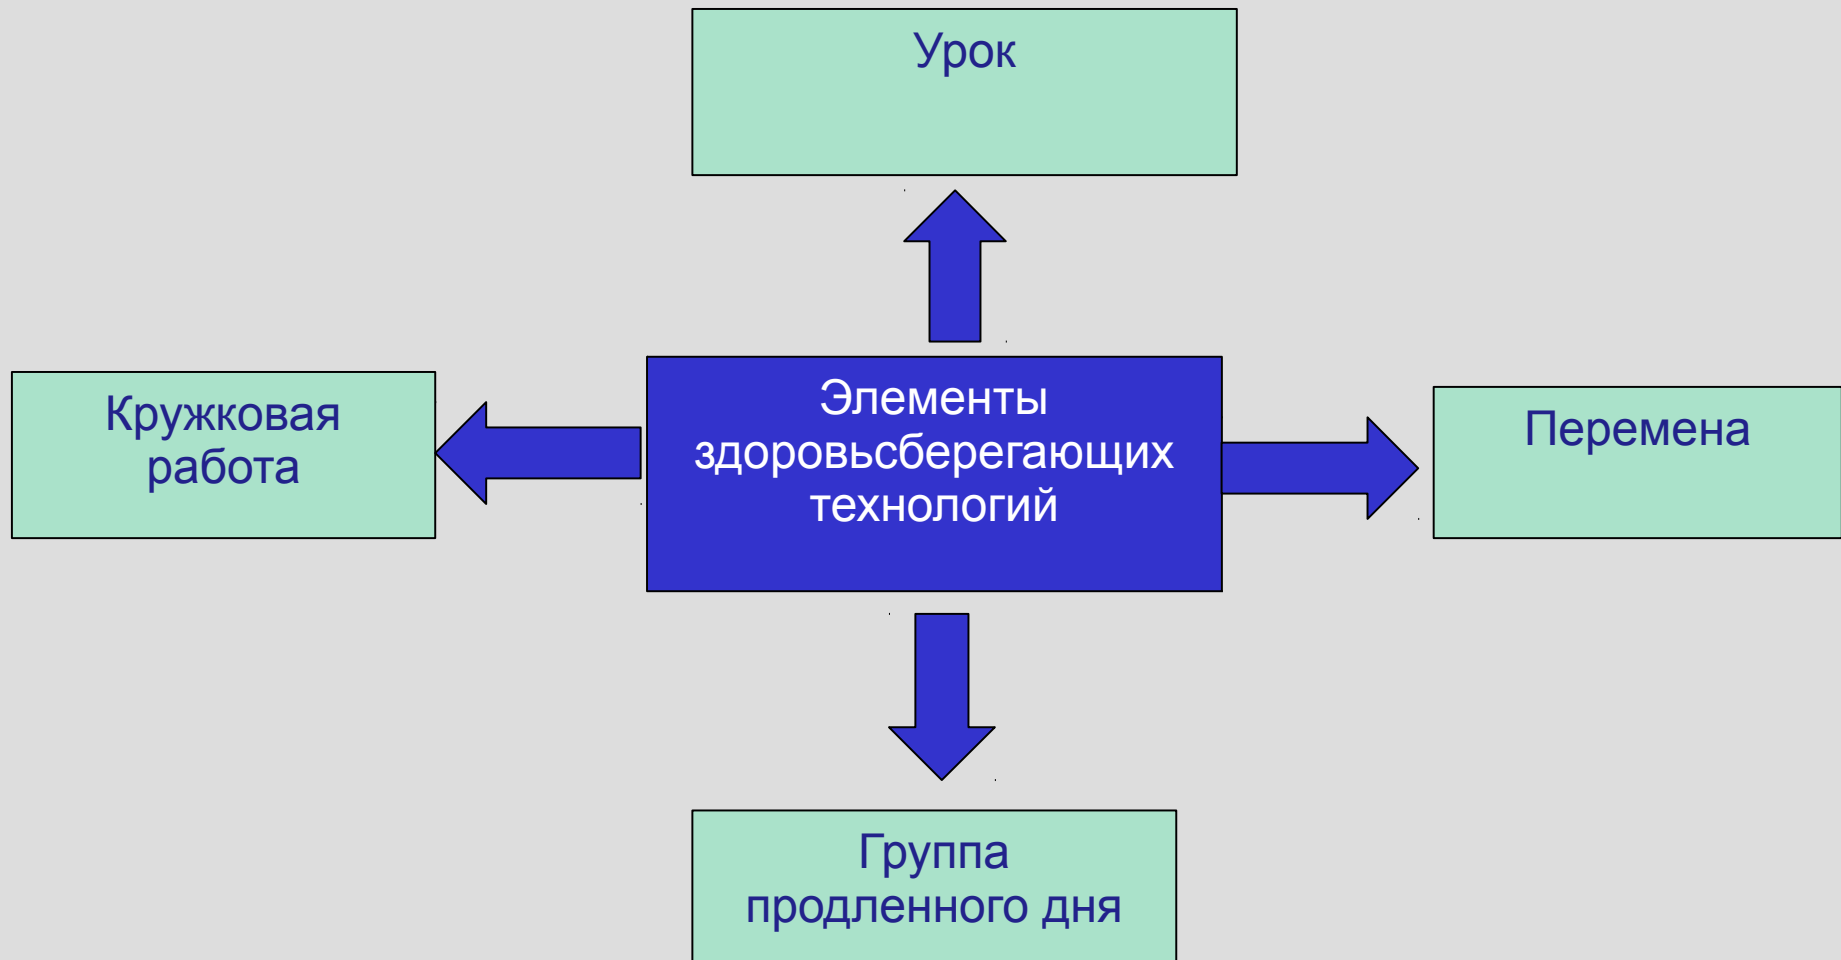 Урок
Кружковая
работа
Элементы
здоровьсберегающих
технологий
Перемена
Группа
продленного дня